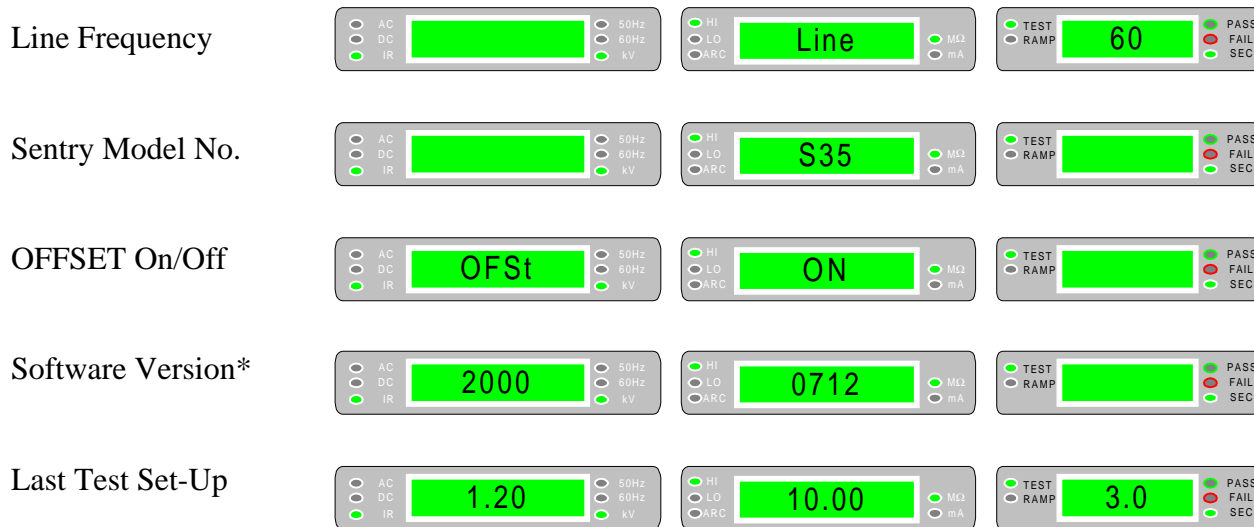 Line Frequency
AC
DC
IR
50Hz
60Hz
kV
HI
LO
ARC
Line
MΩ
mA
TEST
RAMP
60
PASS
FAIL
SEC
Sentry Model No.
AC
DC
IR
50Hz
60Hz
kV
HI
LO
ARC
S35
MΩ
mA
TEST
RAMP
PASS
FAIL
SEC
OFFSET On/Off
AC
DC
IR
OFSt
50Hz
60Hz
kV
HI
LO
ARC
ON
MΩ
mA
TEST
RAMP
PASS
FAIL
SEC
Software Version*
AC
DC
IR
2000
50Hz
60Hz
kV
HI
LO
ARC
0712
MΩ
mA
TEST
RAMP
PASS
FAIL
SEC
Last Test Set-Up
AC
DC
IR
1.20
50Hz
60Hz
kV
HI
LO
ARC
10.00
MΩ
mA
TEST
RAMP
3.0
PASS
FAIL
SEC